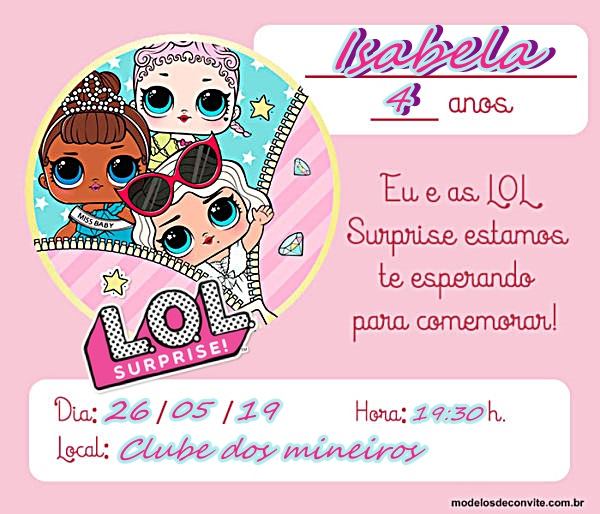 Isabela
4 anos
Eu e as LOL
Surprise estamos
te esperando
para comemorar!
MISS BABY
L.O.L.
SURPRISE!
Dia: 26/05/19 Hora: 19:30 h.
Local: Clube dos mineiros
modelosdeconvite.com.br